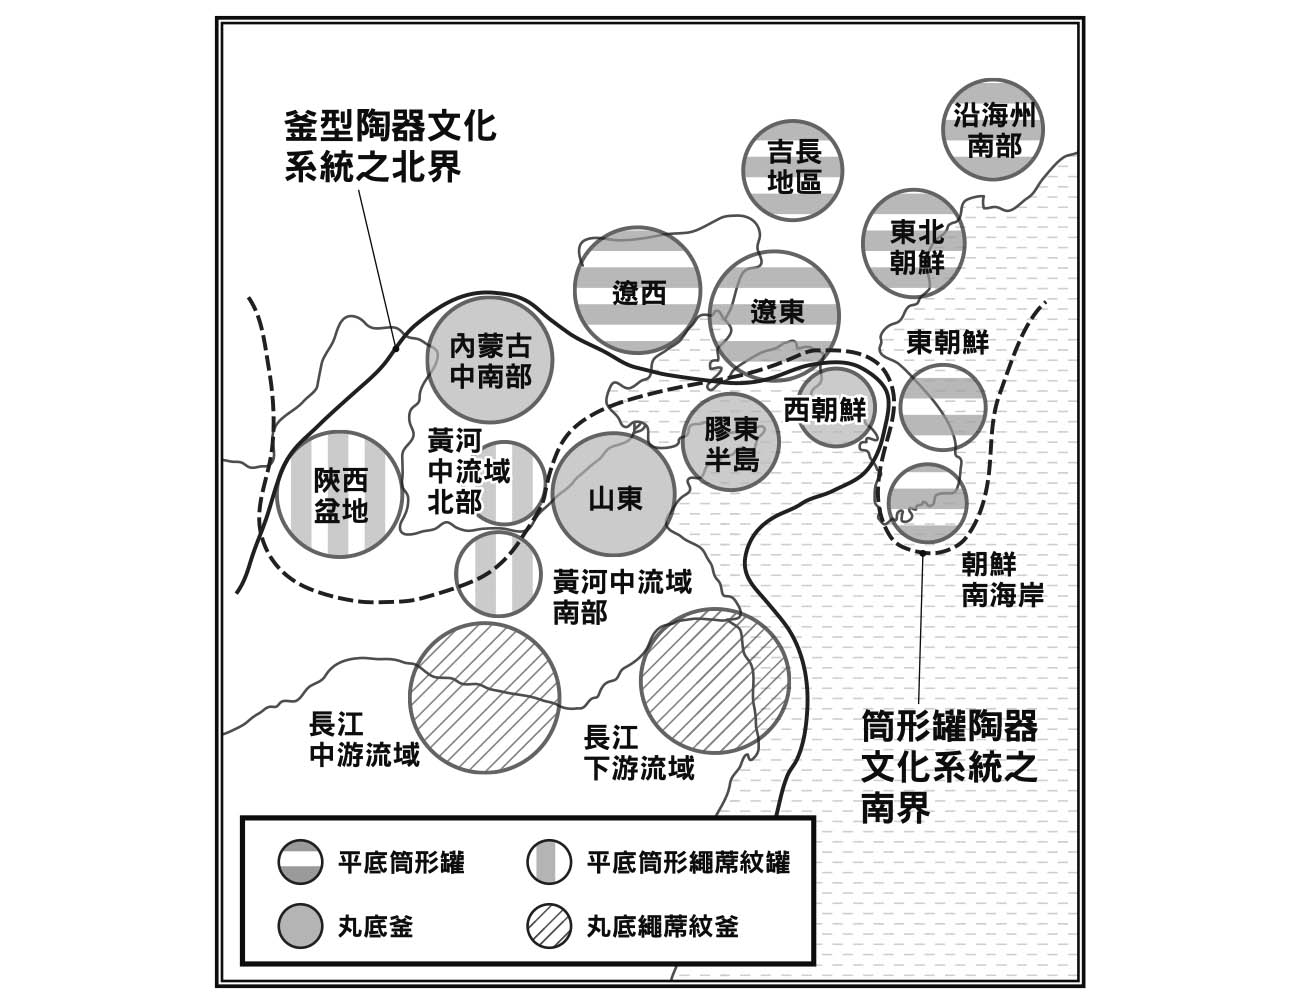 釜型陶器文化
系統之北界
沿海州
南部
吉長
地區
東北
朝鮮
遼西
遼東
東朝鮮
內蒙古
中南部
西朝鮮
膠東
半島
黃河
中流域
北部
陝西
盆地
山東
朝鮮
南海岸
黃河中流域
南部
長江
中游流域
長江
下游流域
筒形罐陶器
文化系統之
南界
平底筒形罐
平底筒形繩蓆紋罐
丸底釜
丸底繩蓆紋釜